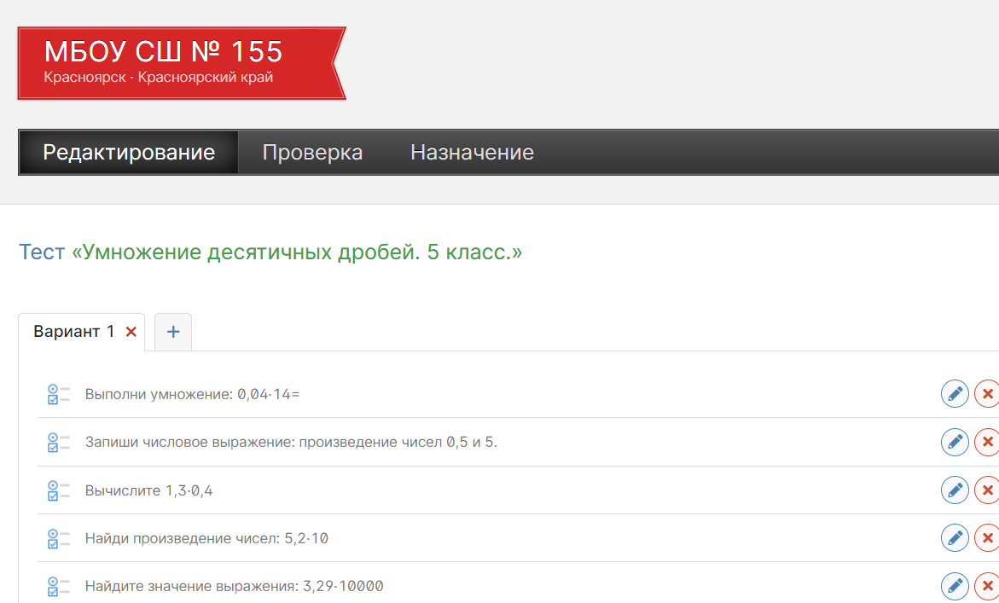 МБОУ СШ № 155
Красноярск · Красноярский край
Редактирование Проверка Назначение
Тест «Умножение десятичных дробей. 5 класс.»
Вариант 1
Выполни умножение: 0,04·14=
Запиши числовое выражение: произведение чисел 0,5 и 5.
Вычислите 1,3·0,4
Найди произведение чисел: 5,2·10
Найдите значение выражения: 3,29·10000